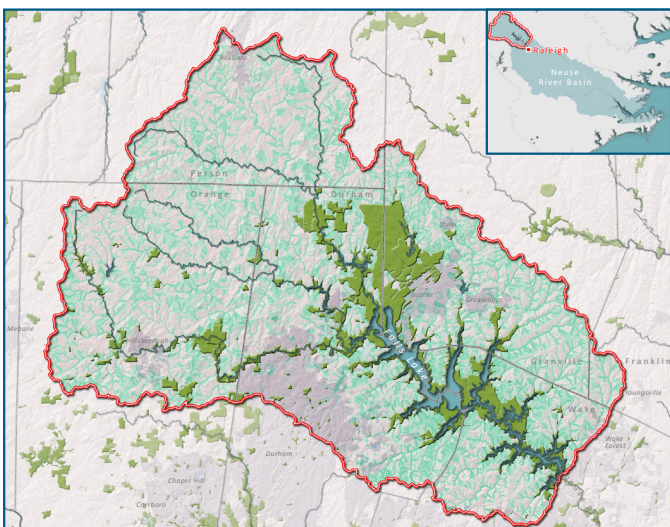 Raleigh
Neuse
River Basin
Roxboro
Person
Orange
Durham
Stem
Butner
Creedmoor
Mebane
Hillsborough
Falls Lake
Granville
Franklin
Youngsville
Wake
Wake
Forest
Durham
Chapel Hill
Carrboro